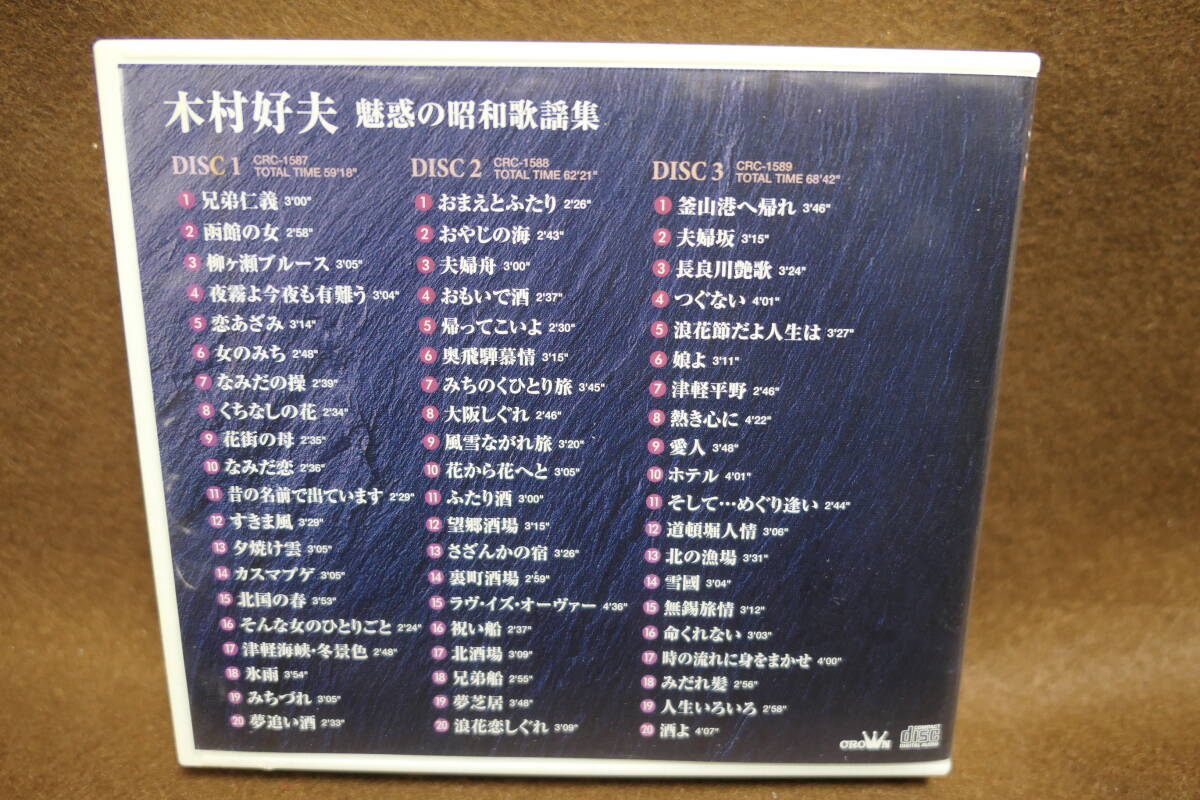 木村好夫 魅惑の昭和歌謡集
DISC 1 CRC-1587
TOTAL TIME 59'18"
1 兄弟仁義 3'00"
2 函館の女 2'58"
3 柳ヶ瀬ブルース 3'05"
4 夜霧よ今夜も有難う 3'04"
5 恋あざみ 3'14"
6 女のみち 2'48"
7 なみだの操 2'39"
8 くちなしの花 2'34"
9 花街の母 2'35"
10 なみだ恋 2'36"
11 昔の名前で出ています 2'29"
12 すきま風 3'29"
13 夕焼け雲 3'05"
14 カスマプゲ 3'05"
15 北国の春 3'53"
16 そんな女のひとりごと 2'24"
17 津軽海峡・冬景色 2'48"
18 氷雨 3'54"
19 みちづれ 3'05"
20 夢追い酒 2'33"
DISC 2 CRC-1588
TOTAL TIME 62'21"
1 おまえとふたり 2'26"
2 おやじの海 2'43"
3 夫婦舟 3'00"
4 おもいで酒 2'37"
5 帰ってこいよ 2'30"
6 奥飛騨慕情 3'15"
7 みちのくひとり旅 3'45"
8 大阪しぐれ 2'46"
9 風雪ながれ旅 3'20"
10 花から花へと 3'05"
11 ふたり酒 3'00"
12 望郷酒場 3'15"
13 さざんかの宿 3'26"
14 裏町酒場 2'59"
15 ラヴ・イズ・オーヴァー 4'36"
16 祝い船 2'37"
17 北酒場 3'09"
18 兄弟船 2'55"
19 夢芝居 3'48"
20 浪花恋しぐれ 3'09"
DISC 3 CRC-1589
TOTAL TIME 68'42"
1 釜山港へ帰れ 3'46"
2 夫婦坂 3'15"
3 長良川艶歌 3'24"
4 つぐない 4'01"
5 浪花節だよ人生は 3'27"
6 娘よ 3'11"
7 津軽平野 2'46"
8 熱き心に 4'22"
9 愛人 3'48"
10 ホテル 4'01"
11 そして…めぐり逢い 2'44"
12 道頓堀人情 3'06"
13 北の漁場 3'31"
14 雪國 3'04"
15 無錫旅情 3'12"
16 命くれない 3'03"
17 時の流れに身をまかせ 4'00"
18 みだれ髪 2'56"
19 人生いろいろ 2'58"
20 酒よ 4'07"
CROWN
COMPACT
disc
DIGITAL AUDIO